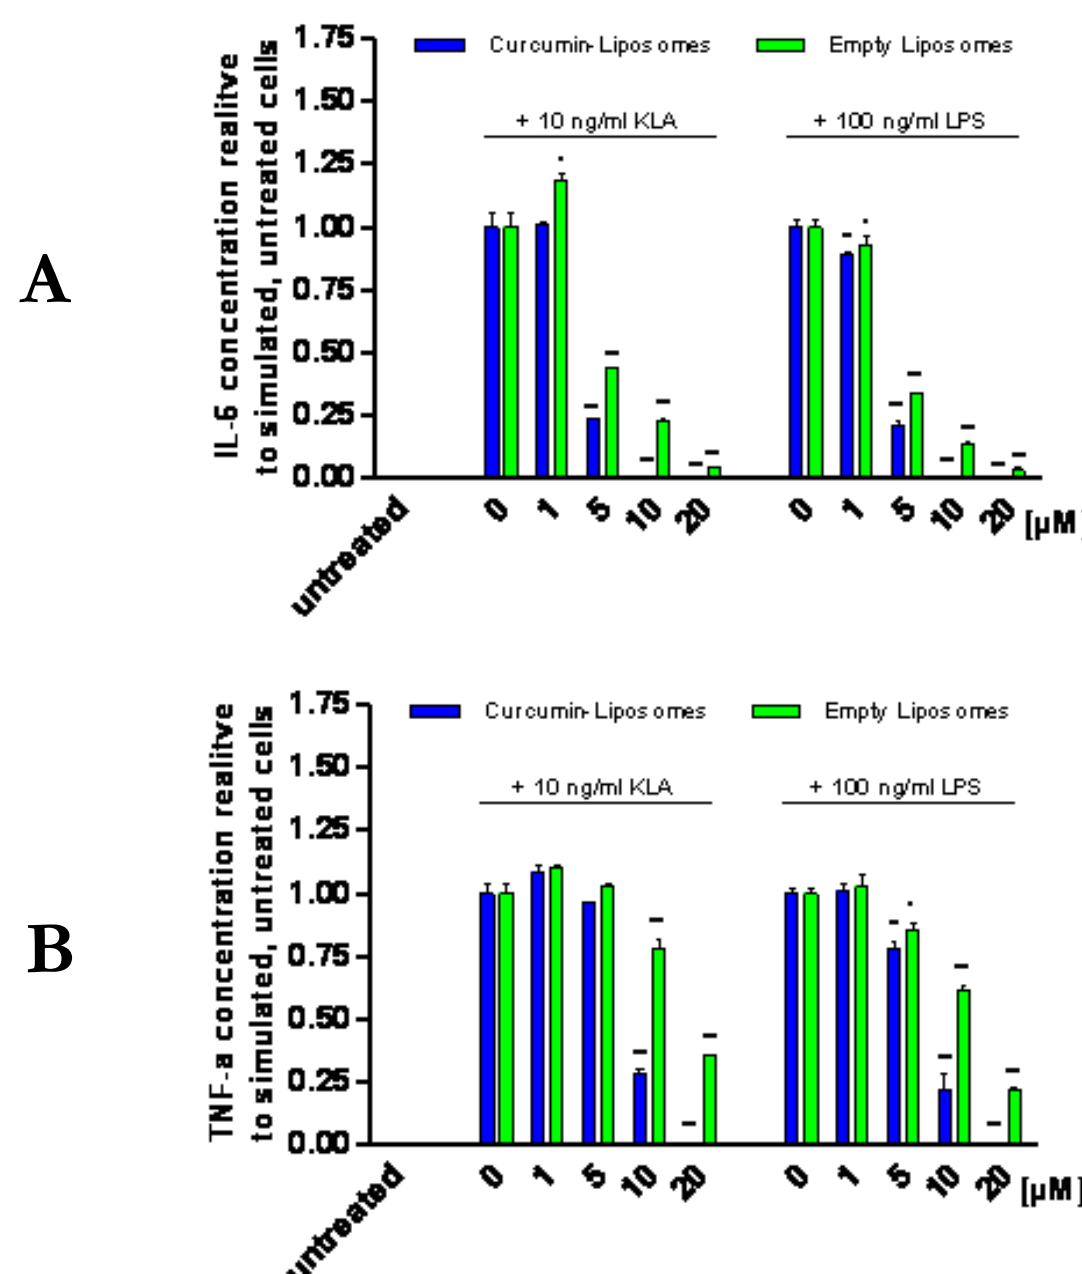 A
IL-6 concentration realitve
to simulated, untreated cells
1.75
1.50
1.25
1.00
0.75
0.50
0.25
0.00
Curcumin-Liposomes
Empty Liposomes
+ 10 ng/ml KLA
+ 100 ng/ml LPS
untreated
0 1 5 10 20
0 1 5 10 20
[µM]
B
TNF-a concentration realitve
to simulated, untreated cells
1.75
1.50
1.25
1.00
0.75
0.50
0.25
0.00
Curcumin-Liposomes
Empty Liposomes
+ 10 ng/ml KLA
+ 100 ng/ml LPS
untreated
0 1 5 10 20
0 1 5 10 20
[µM]